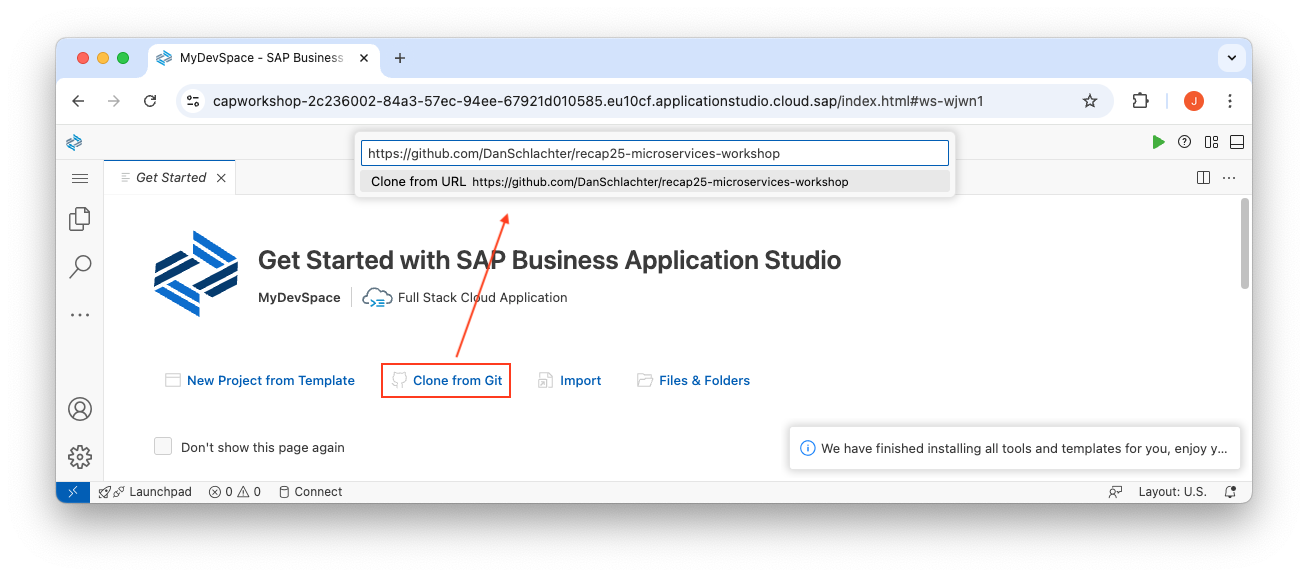 MyDevSpace - SAP Business
capworkshop-2c236002-84a3-57ec-94ee-67921d010585.eu10cf.applicationstudio.cloud.sap/index.html#ws-wjwn1
J
https://github.com/DanSchlachter/recap25-microservices-workshop
Clone from URL https://github.com/DanSchlachter/recap25-microservices-workshop
Get Started
Get Started with SAP Business Application Studio
MyDevSpace Full Stack Cloud Application
New Project from Template Clone from Git Import Files & Folders
Don't show this page again
We have finished installing all tools and templates for you, enjoy y...
Launchpad 0 0 Connect Layout: U.S.